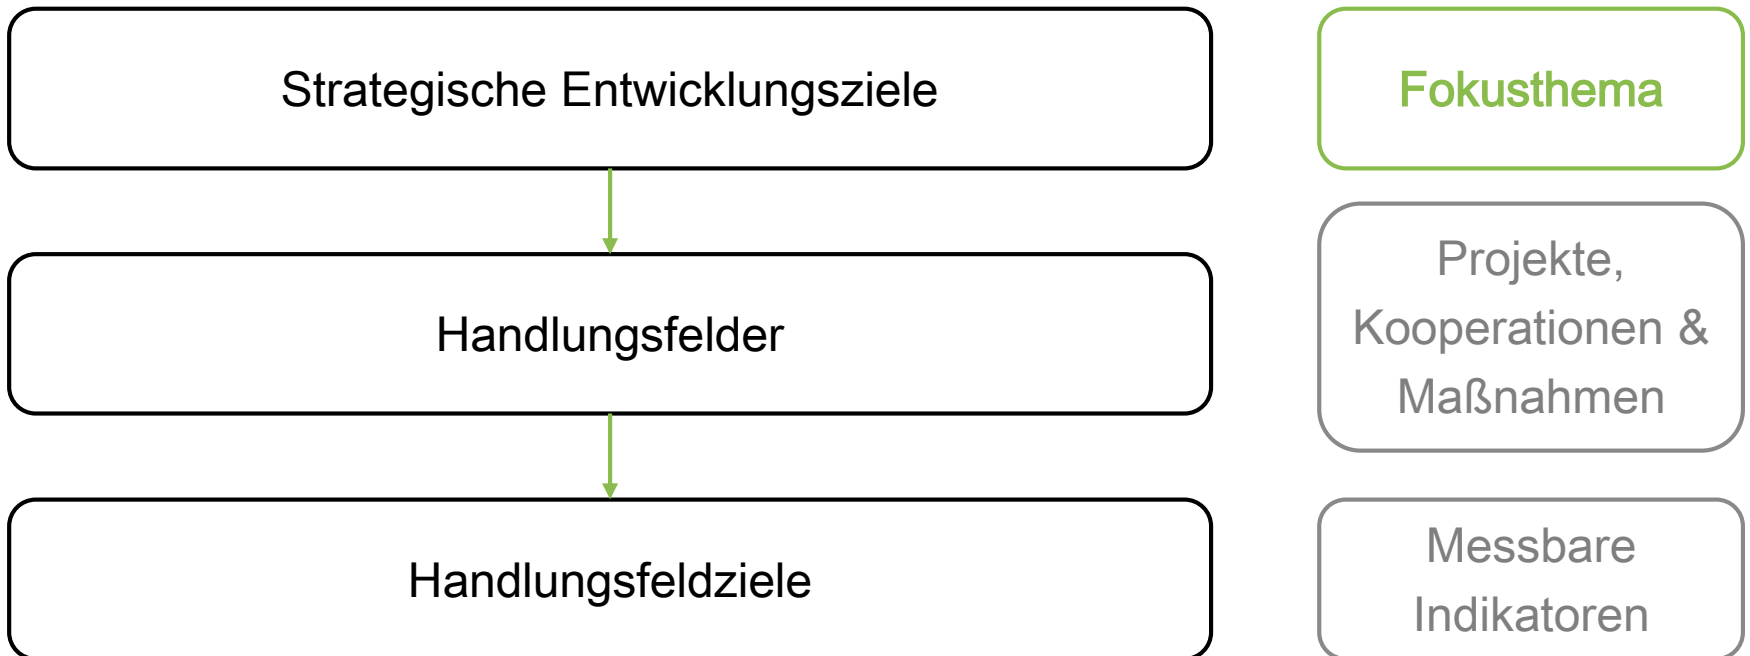 Strategische Entwicklungsziele
Fokusthema
Handlungsfelder
Projekte,
Kooperationen &
Maßnahmen
Handlungsfeldziele
Messbare
Indikatoren